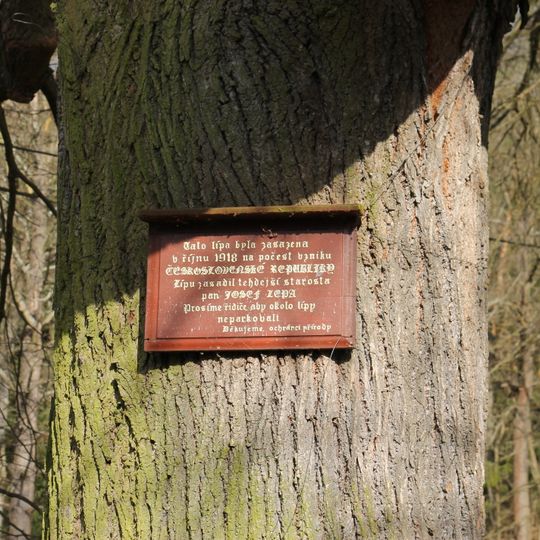 Tato lípa byla zasazena
v říjnu 1918 na počest vzniku
ČESKOSLOVENSKÉ REPUBLIKY
Lípu zasadil tehdejší starosta
pan JOSEF LEPA
Prosíme řidiče, aby okolo lípy
neparkovali
Děkujeme, ochránci přírody